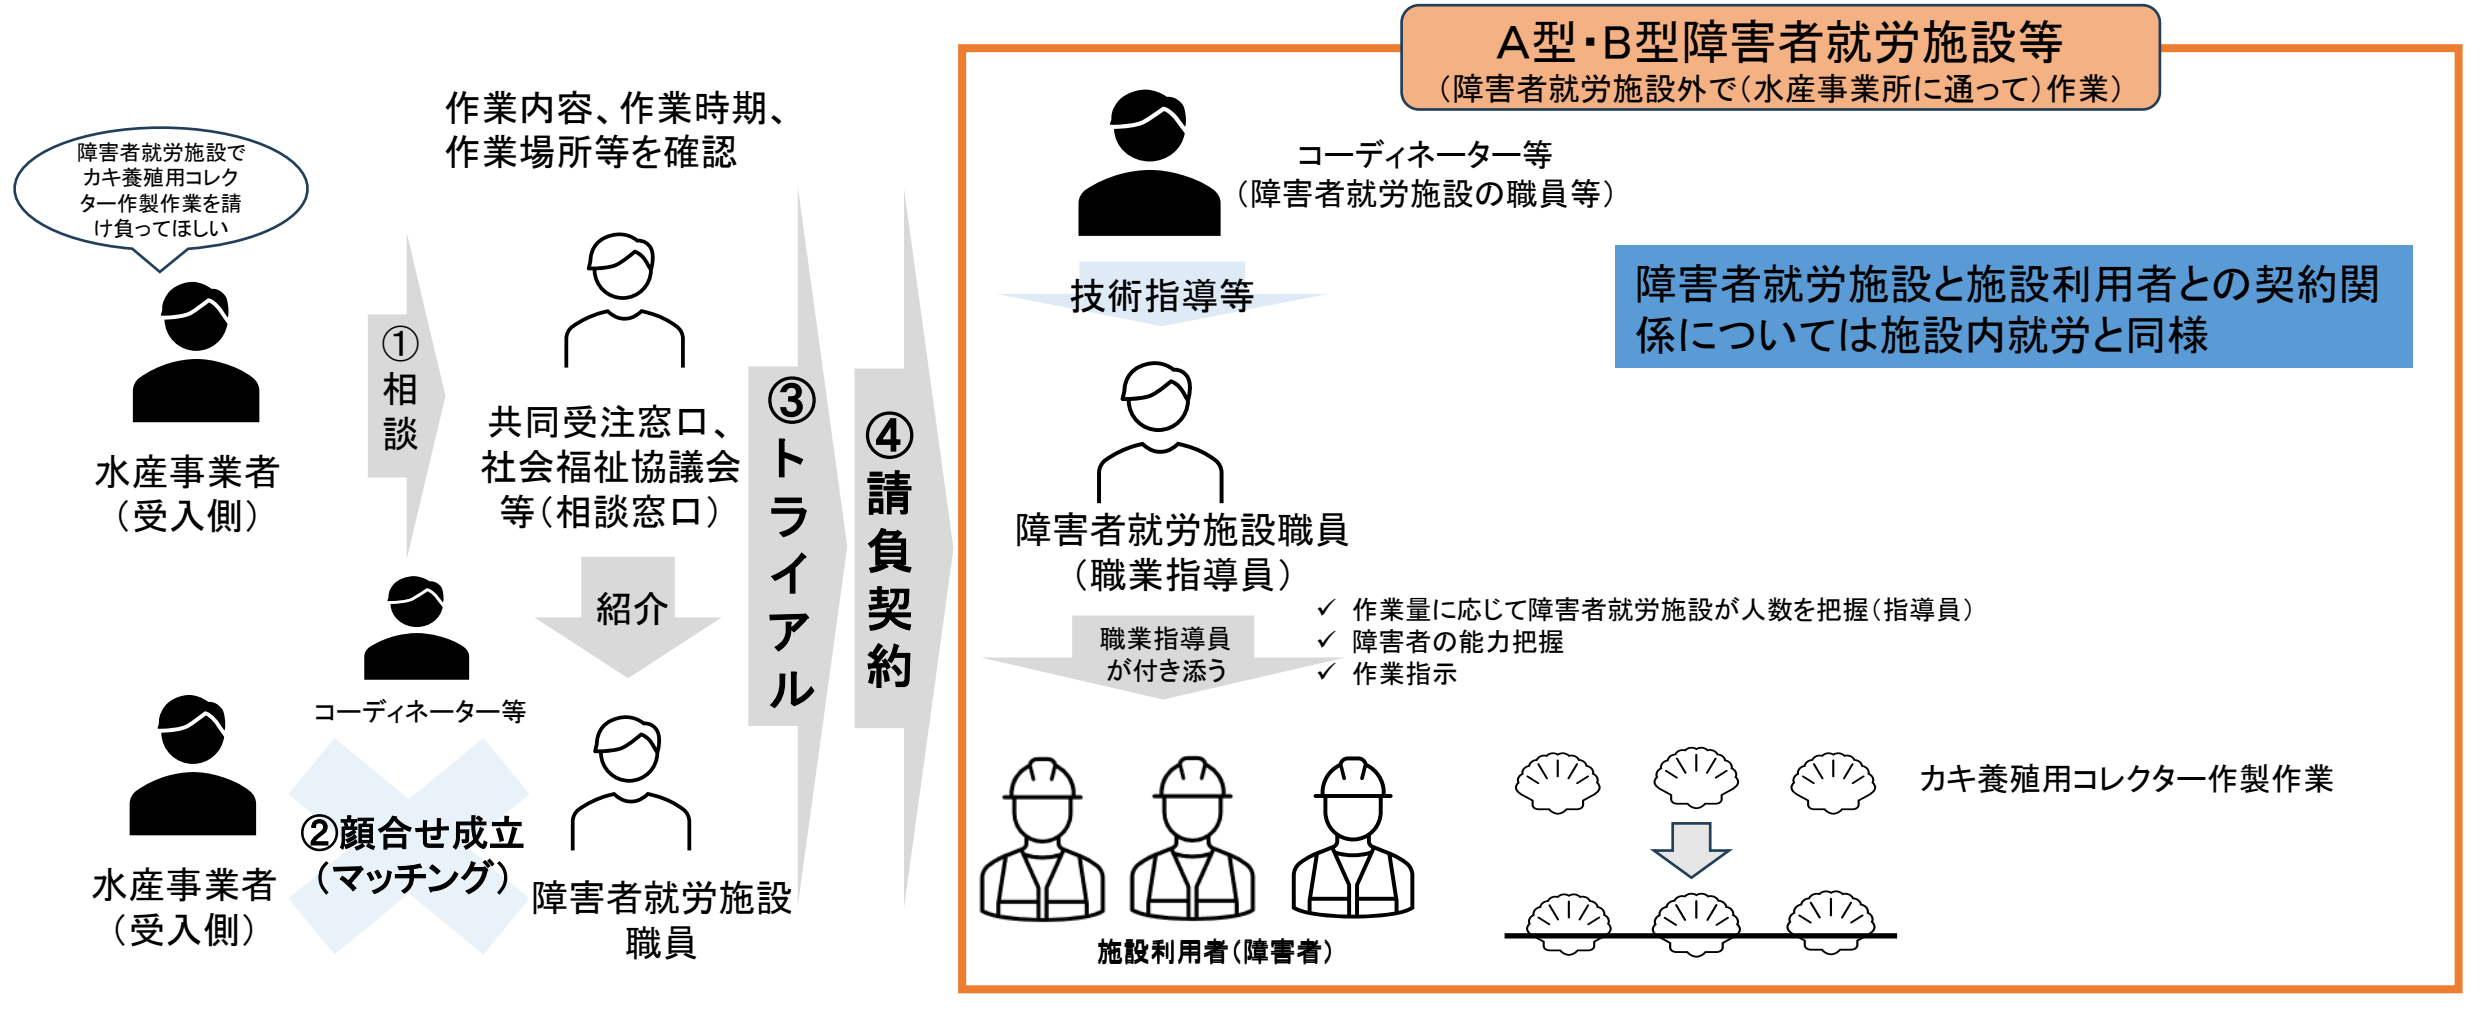 障害者就労施設で
カキ養殖用コレク
ター作製作業を請
け負ってほしい
水産事業者
（受入側）
①
相
談
作業内容、作業時期、
作業場所等を確認
共同受注窓口、
社会福祉協議会
等（相談窓口）
紹介
コーディネーター等
水産事業者
（受入側）
②顔合せ成立
（マッチング）
障害者就労施設
職員
③
ト
ラ
イ
ア
ル
④
請
負
契
約
A型・B型障害者就労施設等
（障害者就労施設外で（水産事業所に通って）作業）
コーディネーター等
（障害者就労施設の職員等）
技術指導等
障害者就労施設と施設利用者との契約関
係については施設内就労と同様
障害者就労施設職員
（職業指導員）
職業指導員
が付き添う
✓ 作業量に応じて障害者就労施設が人数を把握（指導員）
✓ 障害者の能力把握
✓ 作業指示
施設利用者（障害者）
カキ養殖用コレクター作製作業